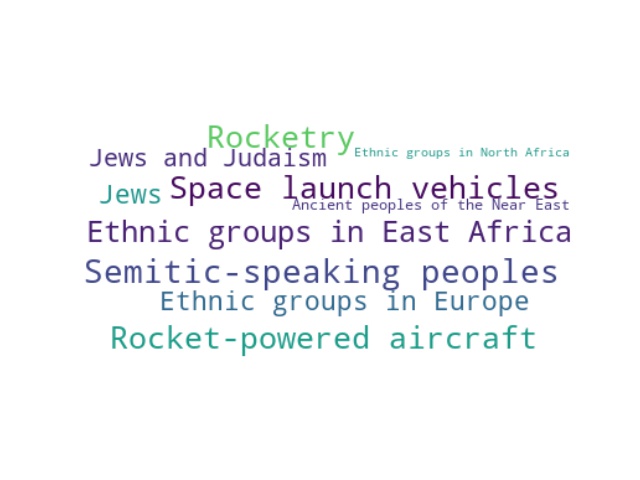 Rocketry
Ethnic groups in North Africa
Jews and Judaism
Space launch vehicles
Jews
Ancient peoples of the Near East
Ethnic groups in East Africa
Semitic-speaking peoples
Ethnic groups in Europe
Rocket-powered aircraft